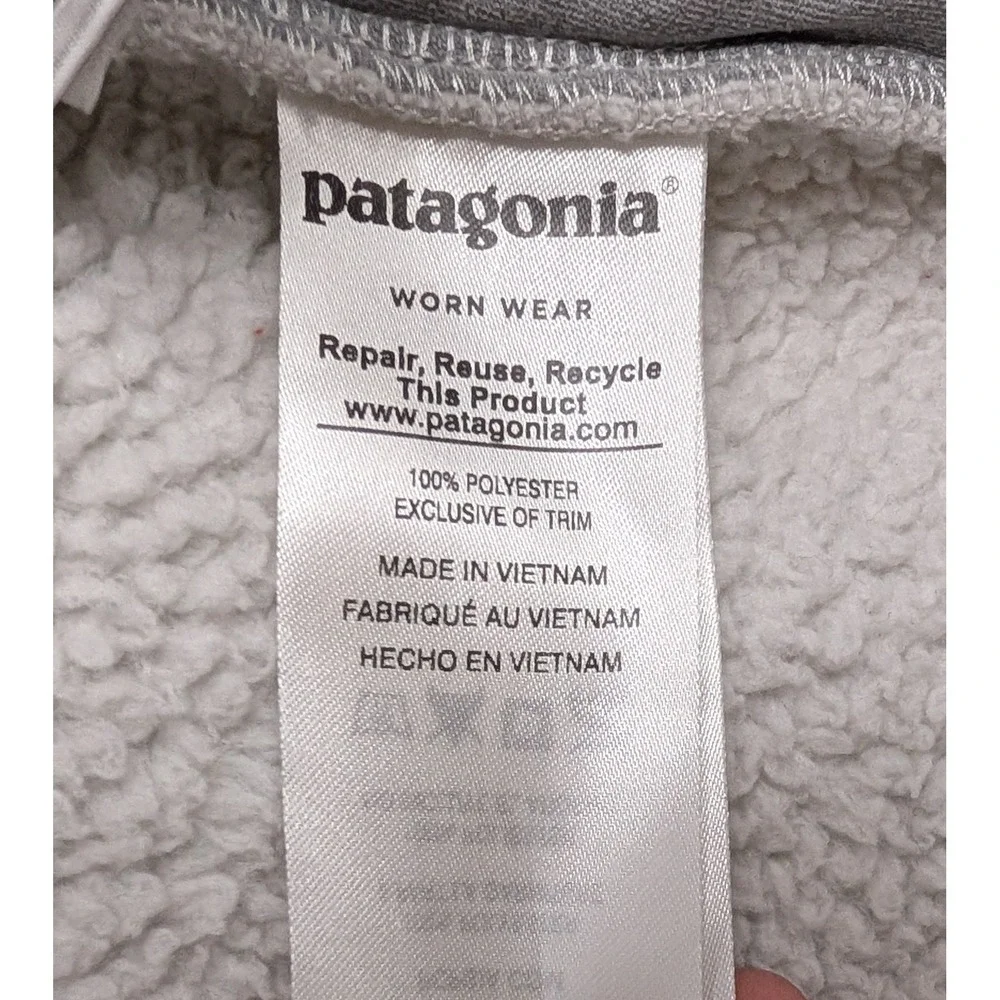 patagonia®
WORN WEAR
Repair, Reuse, Recycle
This Product
www.patagonia.com
100% POLYESTER
EXCLUSIVE OF TRIM
MADE IN VIETNAM
FABRIQUÉ AU VIETNAM
HECHO EN VIETNAM